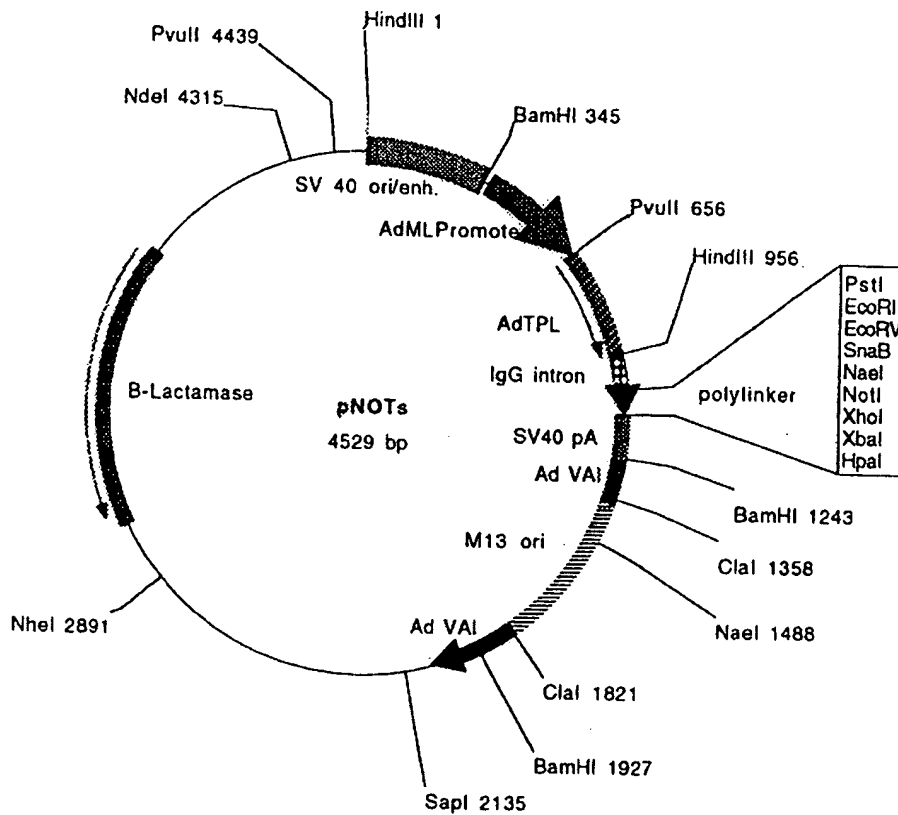 HindIII 1
PvuII 4439
NdeI 4315
BamHI 345
SV 40 ori/enh.
AdMLPromote
PvuII 656
HindIII 956
PstI
EcoRI
EcoRV
SnaB
NaeI
NotI
XhoI
XbaI
HpaI
AdTPL
IgG intron
polylinker
B-Lactamase
pNOTs
4529 bp
SV40 pA
Ad VAI
BamHI 1243
M13 ori
ClaI 1358
NheI 2891
Ad VAI
NaeI 1488
ClaI 1821
BamHI 1927
SapI 2135